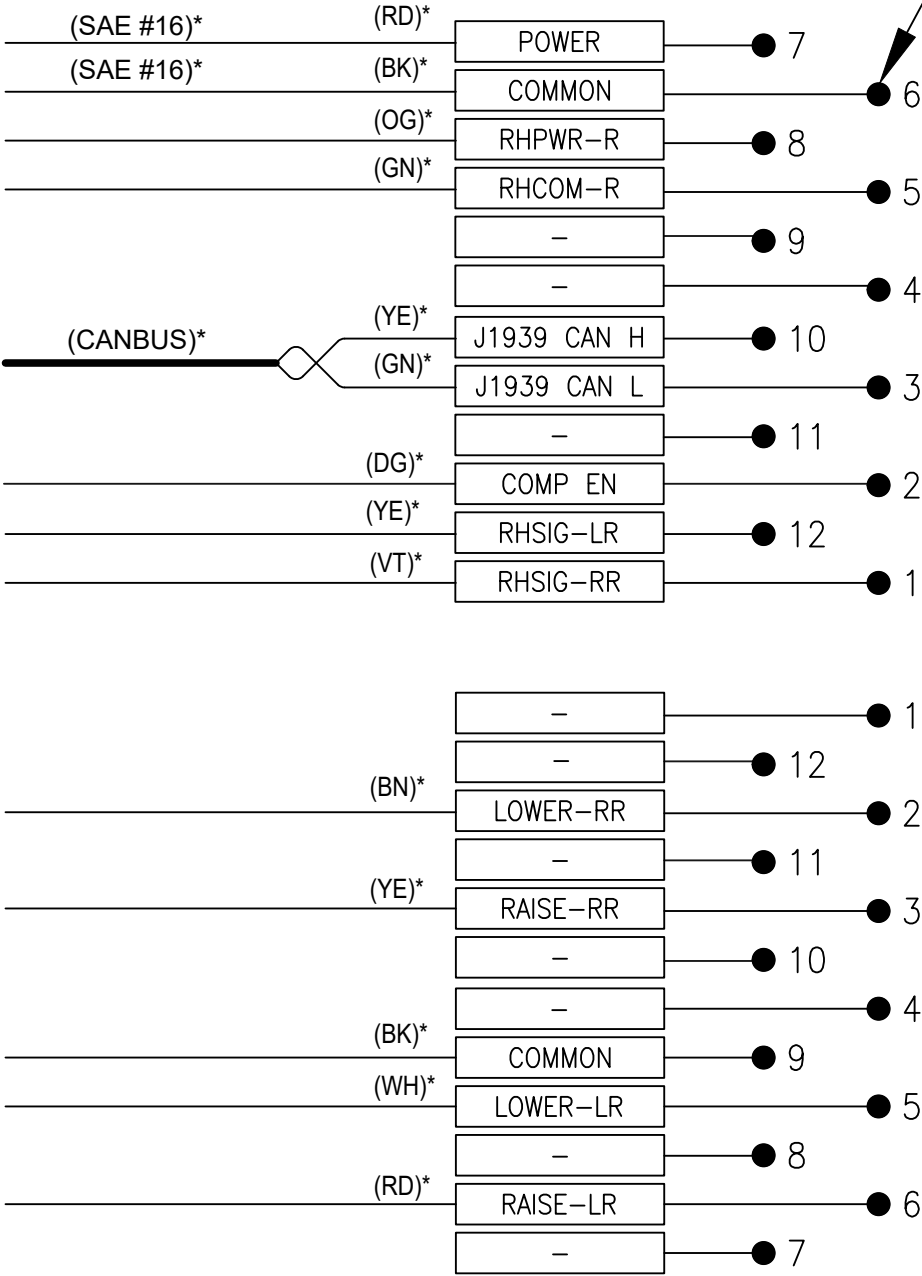 (SAE #16)* (RD)* POWER 7
(SAE #16)* (BK)* COMMON 6
(OG)* RHPWR-R 8
(GN)* RHCOM-R 5
- 9
- 4
(CANBUS)* (YE)* J1939 CAN H 10
(GN)* J1939 CAN L 3
- 11
(DG)* COMP EN 2
(YE)* RHSIG-LR 12
(VT)* RHSIG-RR 1
- 1
- 12
(BN)* LOWER-RR 2
- 11
(YE)* RAISE-RR 3
- 10
- 4
(BK)* COMMON 9
(WH)* LOWER-LR 5
- 8
(RD)* RAISE-LR 6
- 7